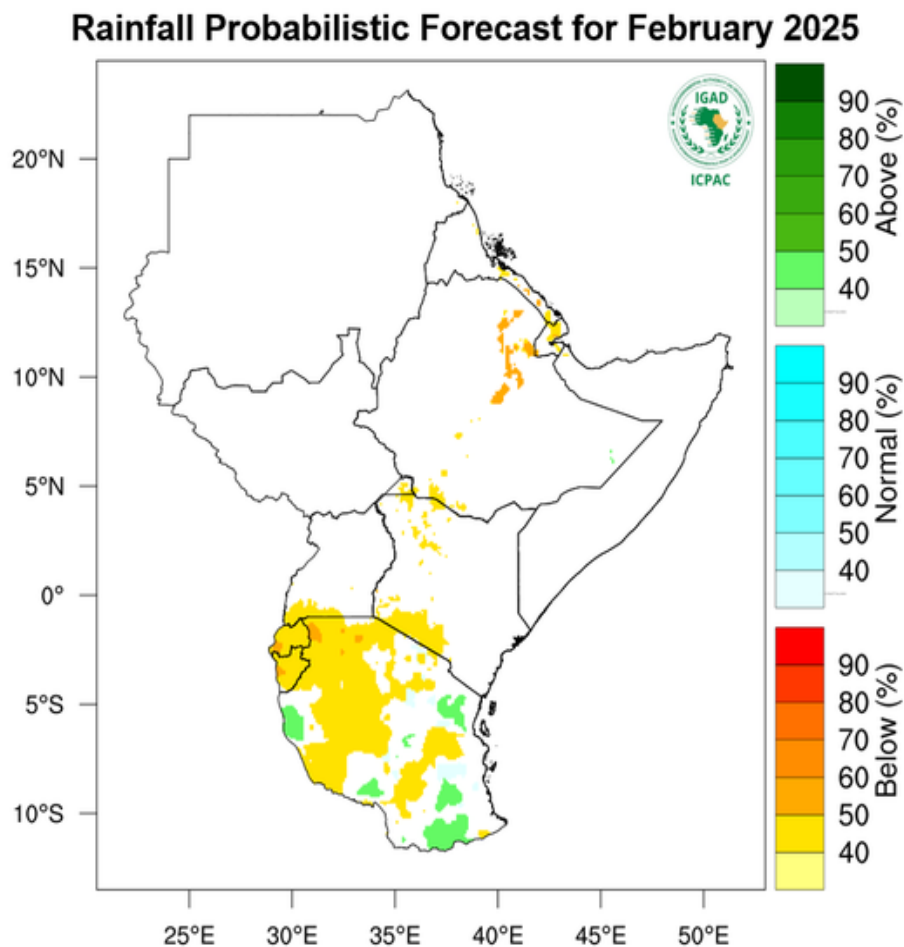 Rainfall Probabilistic Forecast for February 2025
IGAD
ICPAC
20°N
15°N
10°N
5°N
0°
5°S
10°S
25°E
30°E
35°E
40°E
45°E
50°E
90
80
70
60
50
40
Above (%)
90
80
70
60
50
40
Normal (%)
90
80
70
60
50
40
Below (%)